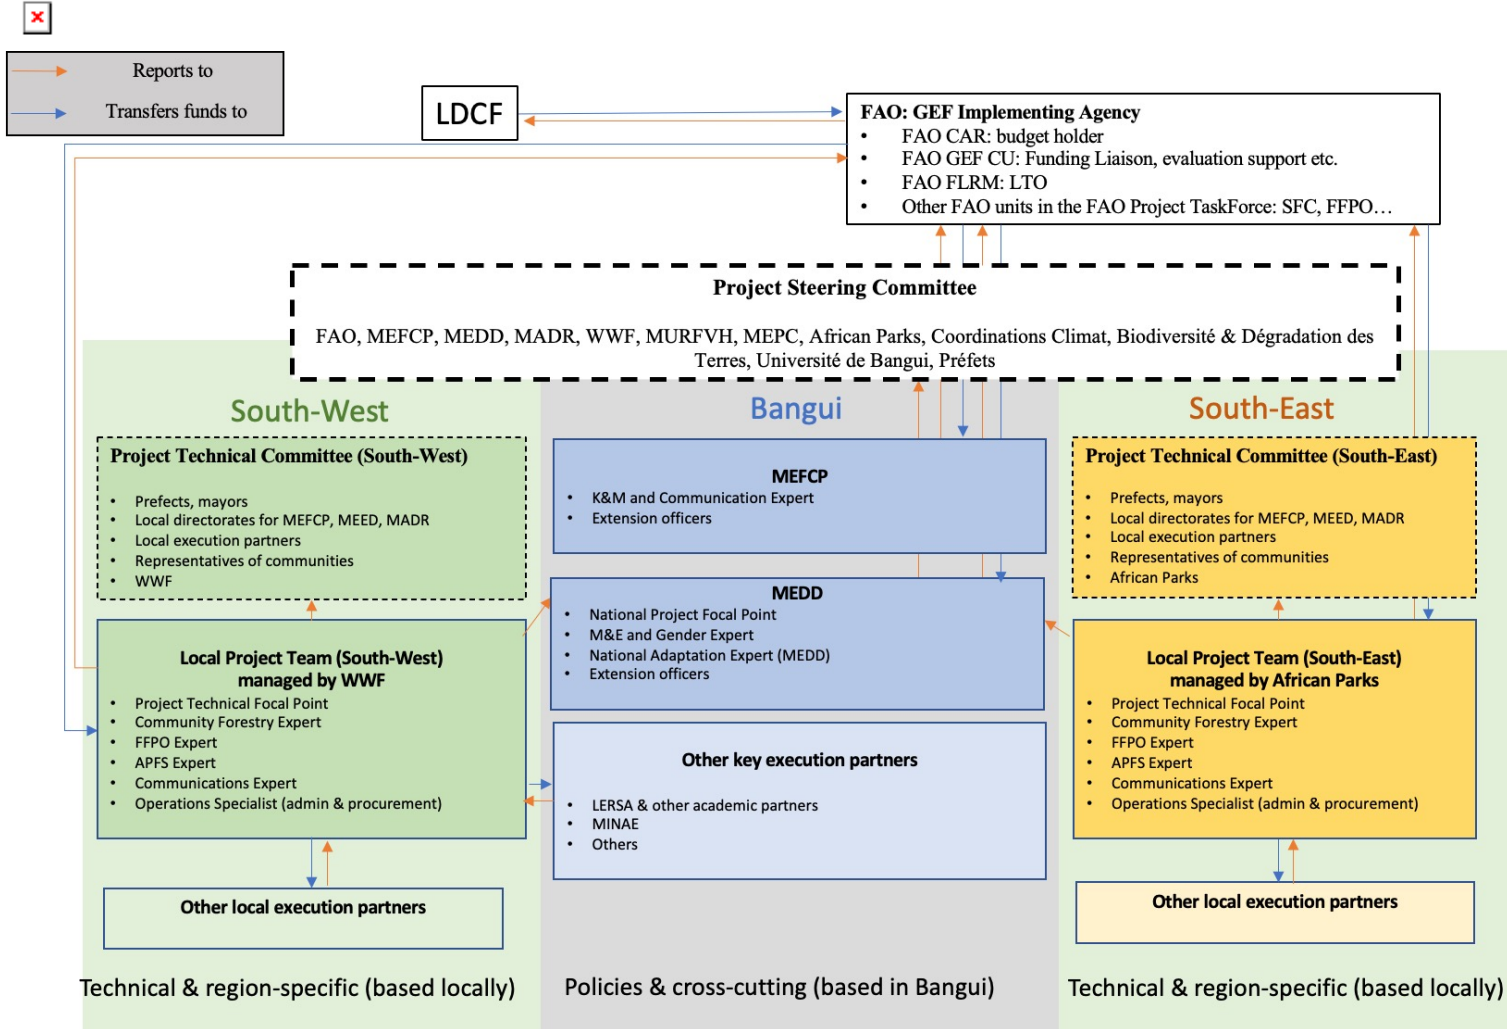 Reports to
Transfers funds to
LDCF
FAO: GEF Implementing Agency
• FAO CAR: budget holder
• FAO GEF CU: Funding Liaison, evaluation support etc.
• FAO FLRM: LTO
• Other FAO units in the FAO Project TaskForce: SFC, FFPO…
Project Steering Committee
FAO, MEFCP, MEDD, MADR, WWF, MURFVH, MEPC, African Parks, Coordinations Climat, Biodiversité & Dégradation des
Terres, Université de Bangui, Préfets
South-West
Project Technical Committee (South-West)
• Prefects, mayors
• Local directorates for MEFCP, MEED, MADR
• Local execution partners
• Representatives of communities
• WWF
Local Project Team (South-West)
managed by WWF
• Project Technical Focal Point
• Community Forestry Expert
• FFPO Expert
• APFS Expert
• Communications Expert
• Operations Specialist (admin & procurement)
Other local execution partners
Technical & region-specific (based locally)
Bangui
MEFCP
• K&M and Communication Expert
• Extension officers
MEDD
• National Project Focal Point
• M&E and Gender Expert
• National Adaptation Expert (MEDD)
• Extension officers
Other key execution partners
• LERSA & other academic partners
• MINAE
• Others
Policies & cross-cutting (based in Bangui)
South-East
Project Technical Committee (South-East)
• Prefects, mayors
• Local directorates for MEFCP, MEED, MADR
• Local execution partners
• Representatives of communities
• African Parks
Local Project Team (South-East)
managed by African Parks
• Project Technical Focal Point
• Community Forestry Expert
• FFPO Expert
• APFS Expert
• Communications Expert
• Operations Specialist (admin & procurement)
Other local execution partners
Technical & region-specific (based locally)